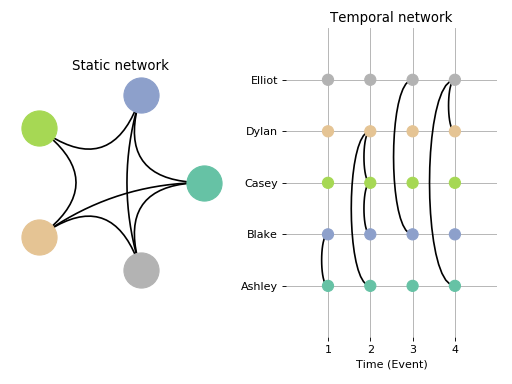 Static network
Temporal network
Elliot
Dylan
Casey
Blake
Ashley
1 2 3 4
Time (Event)